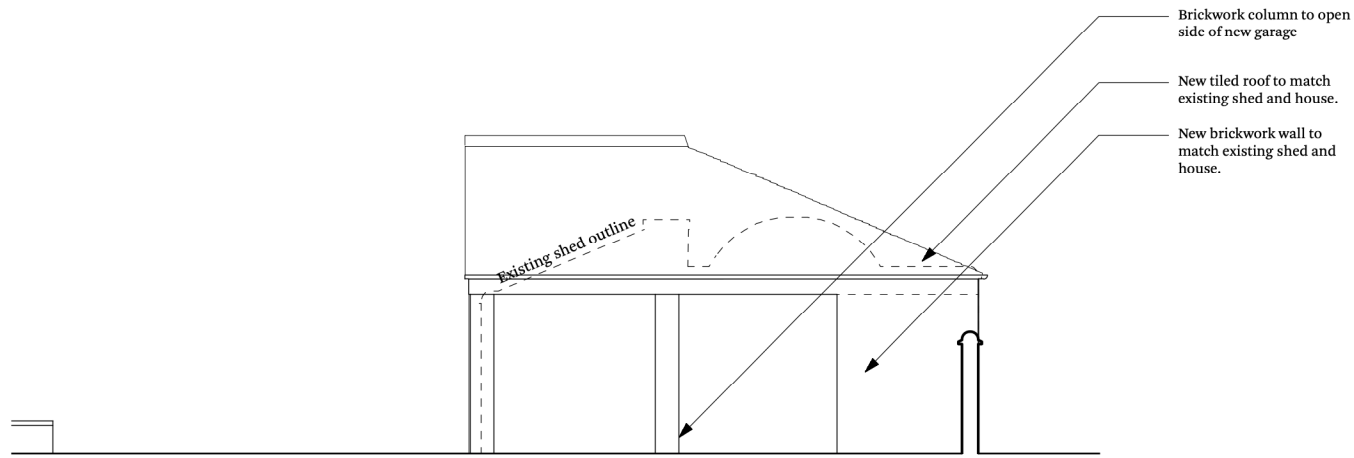 Brickwork column to open
side of new garage
New tiled roof to match
existing shed and house.
New brickwork wall to
match existing shed and
house.
Existing shed outline